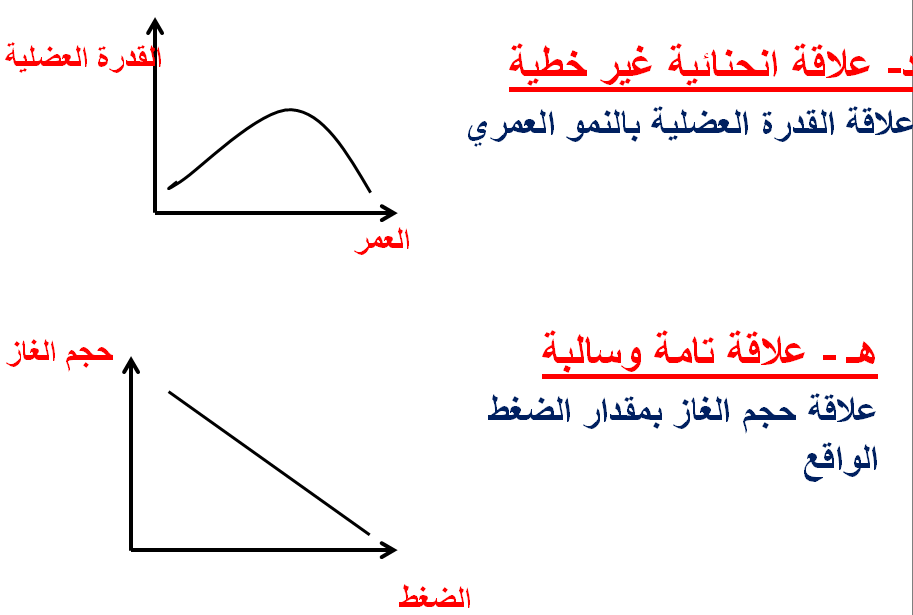 د- علاقة انحنائية غير خطية
علاقة القدرة العضلية بالنمو العمري
القدرة العضلية
العمر
هـ - علاقة تامة وسالبة
علاقة حجم الغاز بمقدار الضغط
الواقع
حجم الغاز
الضغط